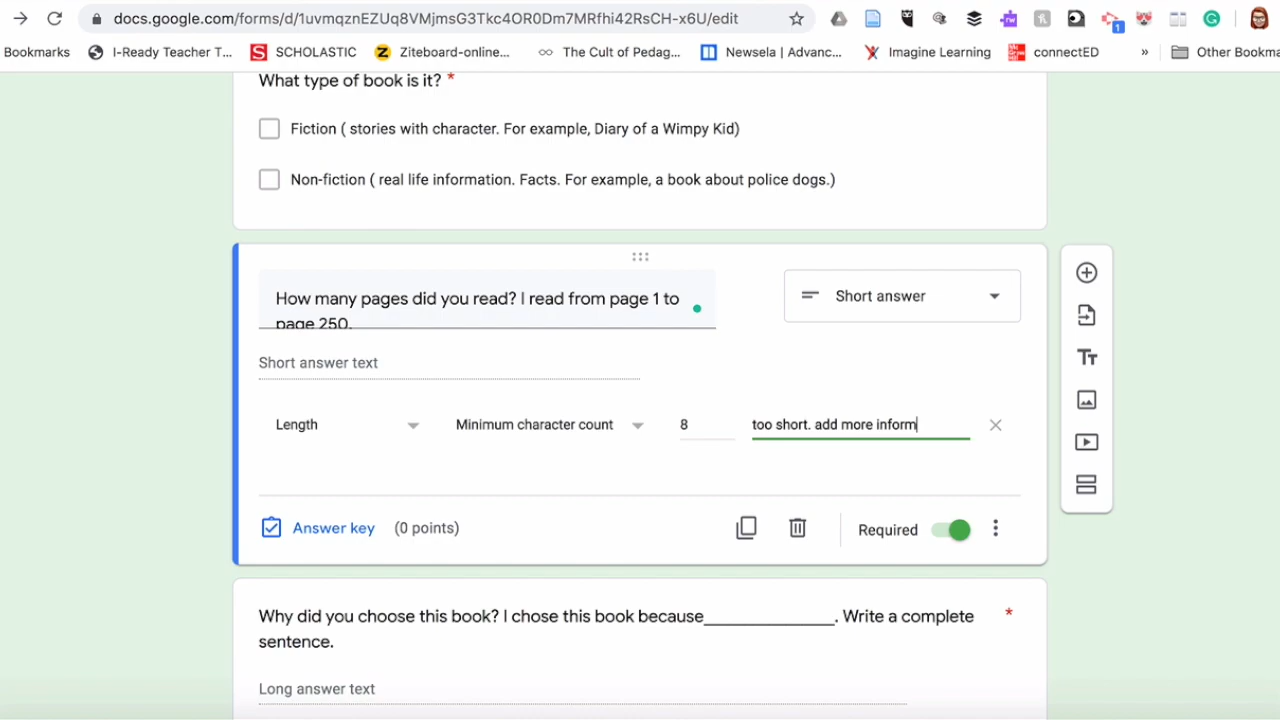 docs.google.com/forms/d/1uvmqznEZUq8VMjmsG3Tkc4OR0Dm7MRfhi42RsCH-x6U/edit
Bookmarks I-Ready Teacher T... S SCHOLASTIC Z Ziteboard-online... The Cult of Pedag... Newsela | Advanc... Imagine Learning connectED » Other Bookma
What type of book is it? *
Fiction ( stories with character. For example, Diary of a Wimpy Kid)
Non-fiction ( real life information. Facts. For example, a book about police dogs.)
How many pages did you read? I read from page 1 to
page 250.
Short answer
Short answer text
Length Minimum character count 8 too short. add more inform
Answer key (0 points) Required
Why did you choose this book? I chose this book because______________. Write a complete *
sentence.
Long answer text